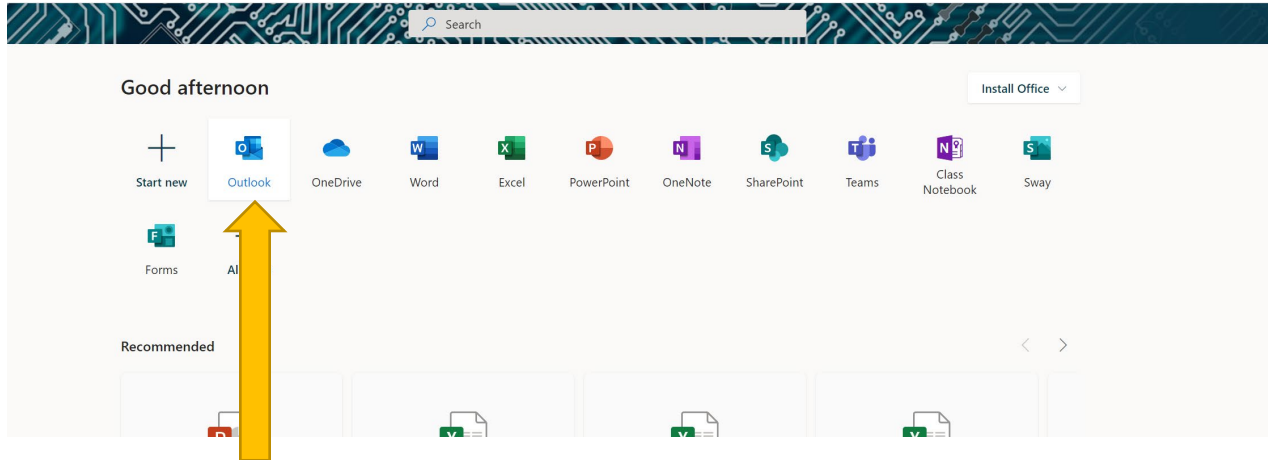 Search
Good afternoon
Install Office
Start new
Outlook
OneDrive
Word
Excel
PowerPoint
OneNote
SharePoint
Teams
Class
Notebook
Sway
Forms
Recommended